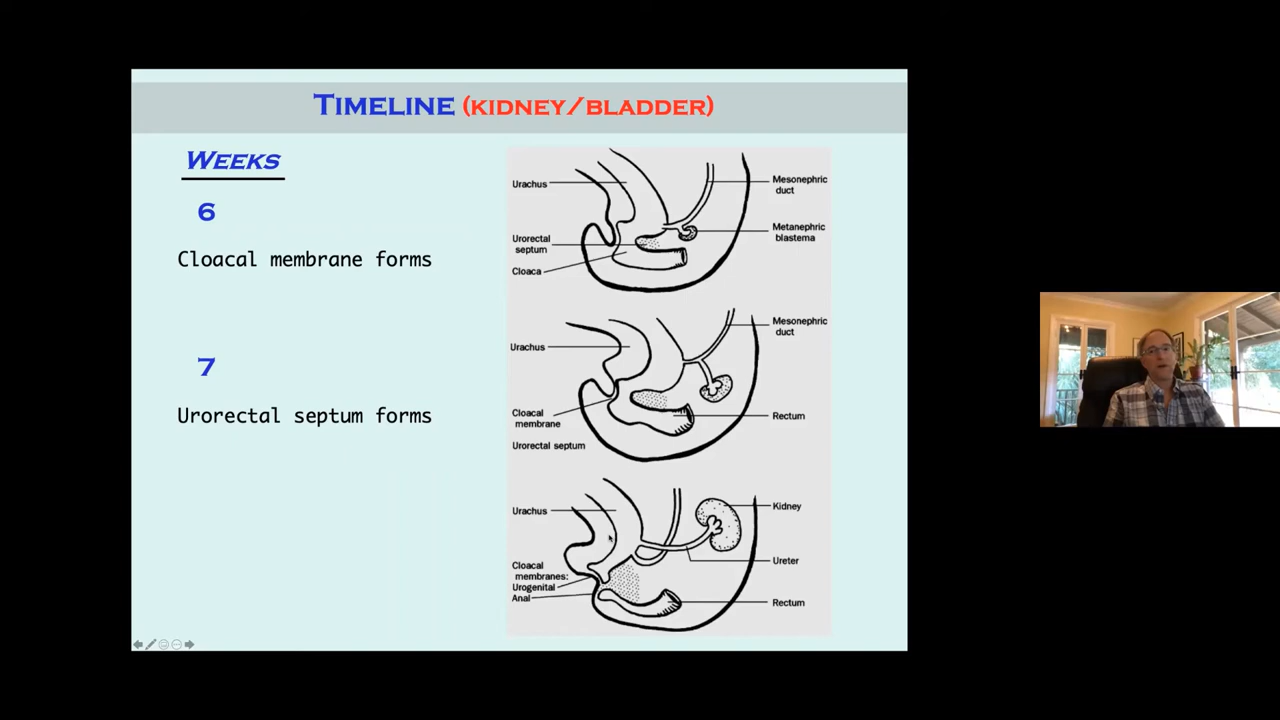 TIMELINE (KIDNEY/BLADDER)
WEEKS
6
Cloacal membrane forms
7
Urorectal septum forms
Urachus
Mesonephric
duct
Urorectal
septum
Metanephric
blastema
Cloaca
Urachus
Mesonephric
duct
Cloacal
membrane
Rectum
Urorectal septum
Urachus
Kidney
Cloacal
membranes:
Urogenital
Anal
Ureter
Rectum